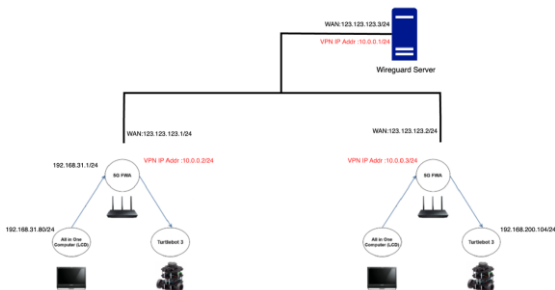 WAN:123.123.123.3/24
VPN IP Addr :10.0.0.1/24
Wireguard Server
WAN:123.123.123.1/24
WAN:123.123.123.2/24
192.168.31.1/24
VPN IP Addr :10.0.0.2/24
VPN IP Addr :10.0.0.3/24
5G FWA
5G FWA
192.168.31.80/24
192.168.200.104/24
All in One
Computer (LCD)
Turtlebot 3
All in One
Computer (LCD)
Turtlebot 3